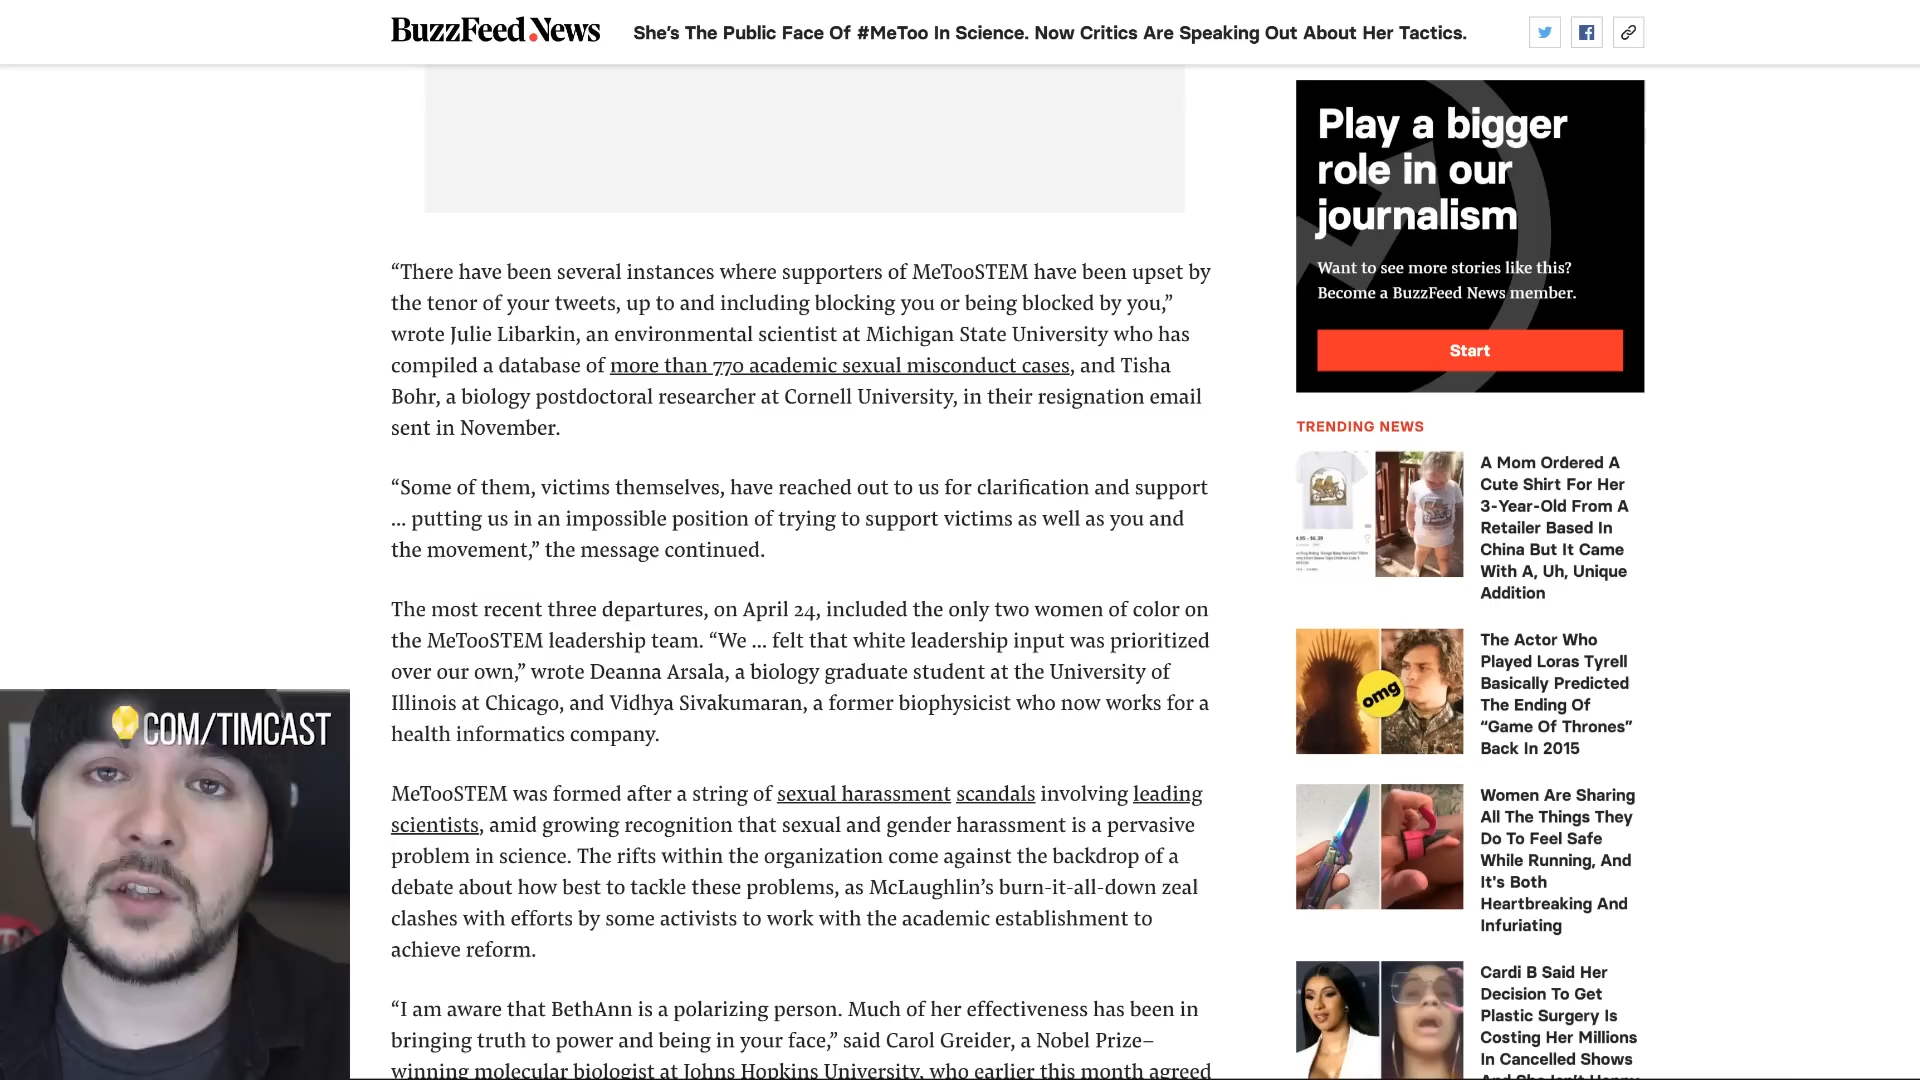 BuzzFeed News
She's The Public Face Of #MeToo In Science. Now Critics Are Speaking Out About Her Tactics.
“There have been several instances where supporters of MeTooSTEM have been upset by
the tenor of your tweets, up to and including blocking you or being blocked by you,”
wrote Julie Libarkin, an environmental scientist at Michigan State University who has
compiled a database of more than 770 academic sexual misconduct cases, and Tisha
Bohr, a biology postdoctoral researcher at Cornell University, in their resignation email
sent in November.
“Some of them, victims themselves, have reached out to us for clarification and support
... putting us in an impossible position of trying to support victims as well as you and
the movement,” the message continued.
The most recent three departures, on April 24, included the only two women of color on
the MeTooSTEM leadership team. “We ... felt that white leadership input was prioritized
over our own,” wrote Deanna Arsala, a biology graduate student at the University of
Illinois at Chicago, and Vidhya Sivakumaran, a former biophysicist who now works for a
health informatics company.
MeTooSTEM was formed after a string of sexual harassment scandals involving leading
scientists, amid growing recognition that sexual and gender harassment is a pervasive
problem in science. The rifts within the organization come against the backdrop of a
debate about how best to tackle these problems, as McLaughlin’s burn-it-all-down zeal
clashes with efforts by some activists to work with the academic establishment to
achieve reform.
“I am aware that BethAnn is a polarizing person. Much of her effectiveness has been in
bringing truth to power and being in your face,” said Carol Greider, a Nobel Prize–
winning molecular biologist at Johns Hopkins University, who earlier this month agreed
Play a bigger
role in our
journalism
Want to see more stories like this?
Become a BuzzFeed News member.
Start
TRENDING NEWS
A Mom Ordered A
Cute Shirt For Her
3-Year-Old From A
Retailer Based In
China But It Came
With A, Uh, Unique
Addition
omg
The Actor Who
Played Loras Tyrell
Basically Predicted
The Ending Of
“Game Of Thrones”
Back In 2015
Women Are Sharing
All The Things They
Do To Feel Safe
While Running, And
It's Both
Heartbreaking And
Infuriating
Cardi B Said Her
Decision To Get
Plastic Surgery Is
Costing Her Millions
In Cancelled Shows
And She Isn't Happy
COM/TIMCAST